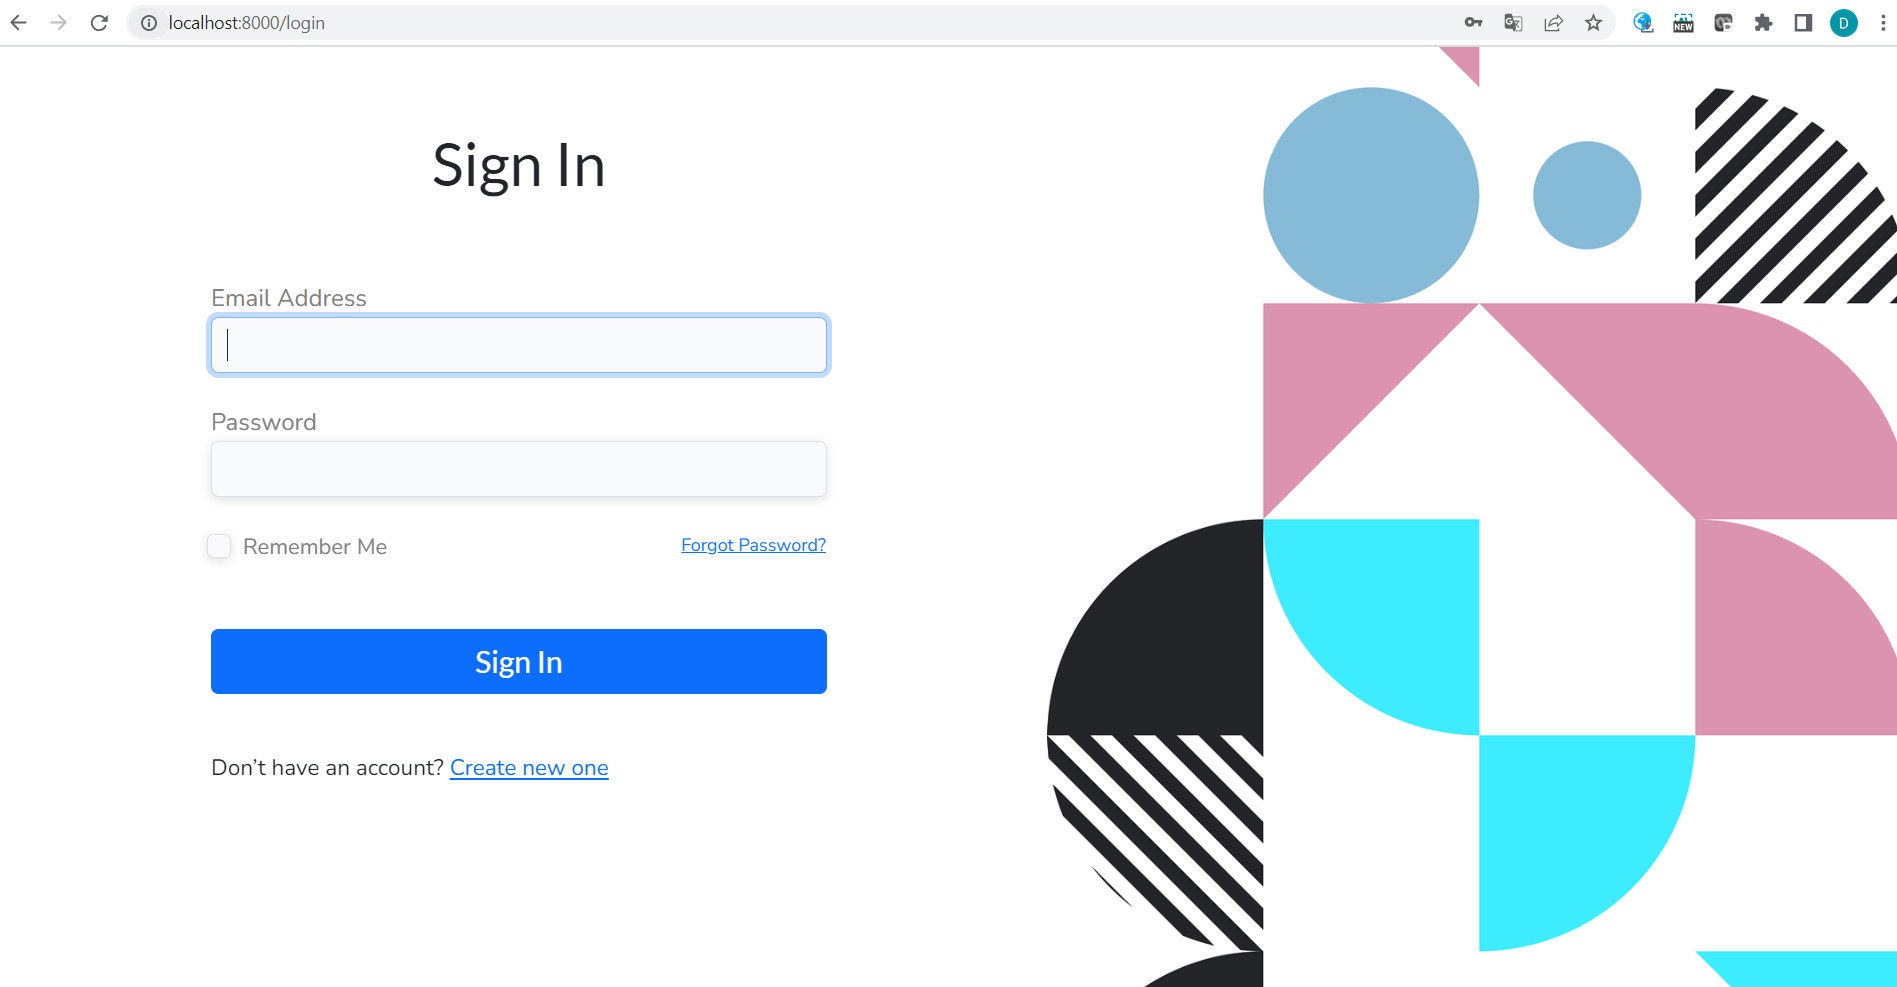 localhost:8000/login
NEW
D
Sign In
Email Address
Password
Remember Me
Forgot Password?
Sign In
Don’t have an account? Create new one